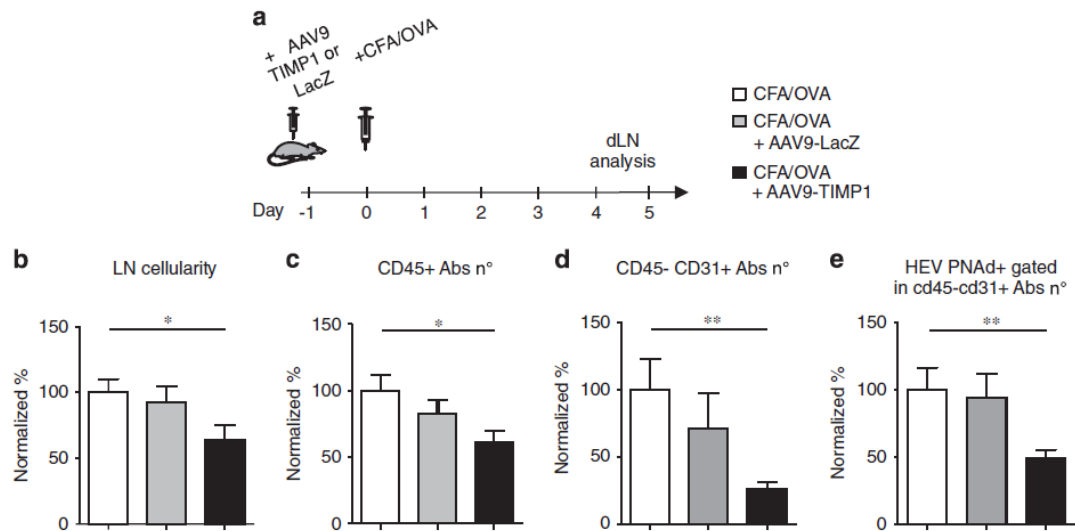 a
+ AAV9
TIMP1 or
LacZ
+CFA/OVA
dLN
analysis
Day -1 0 1 2 3 4 5
CFA/OVA
CFA/OVA
+ AAV9-LacZ
CFA/OVA
+ AAV9-TIMP1
b
LN cellularity
Normalized %
150
100
50
0
*
c
CD45+ Abs n°
Normalized %
150
100
50
0
*
d
CD45- CD31+ Abs n°
Normalized %
150
100
50
0
**
e
HEV PNAd+ gated
in cd45-cd31+ Abs n°
Normalized %
150
100
50
0
**